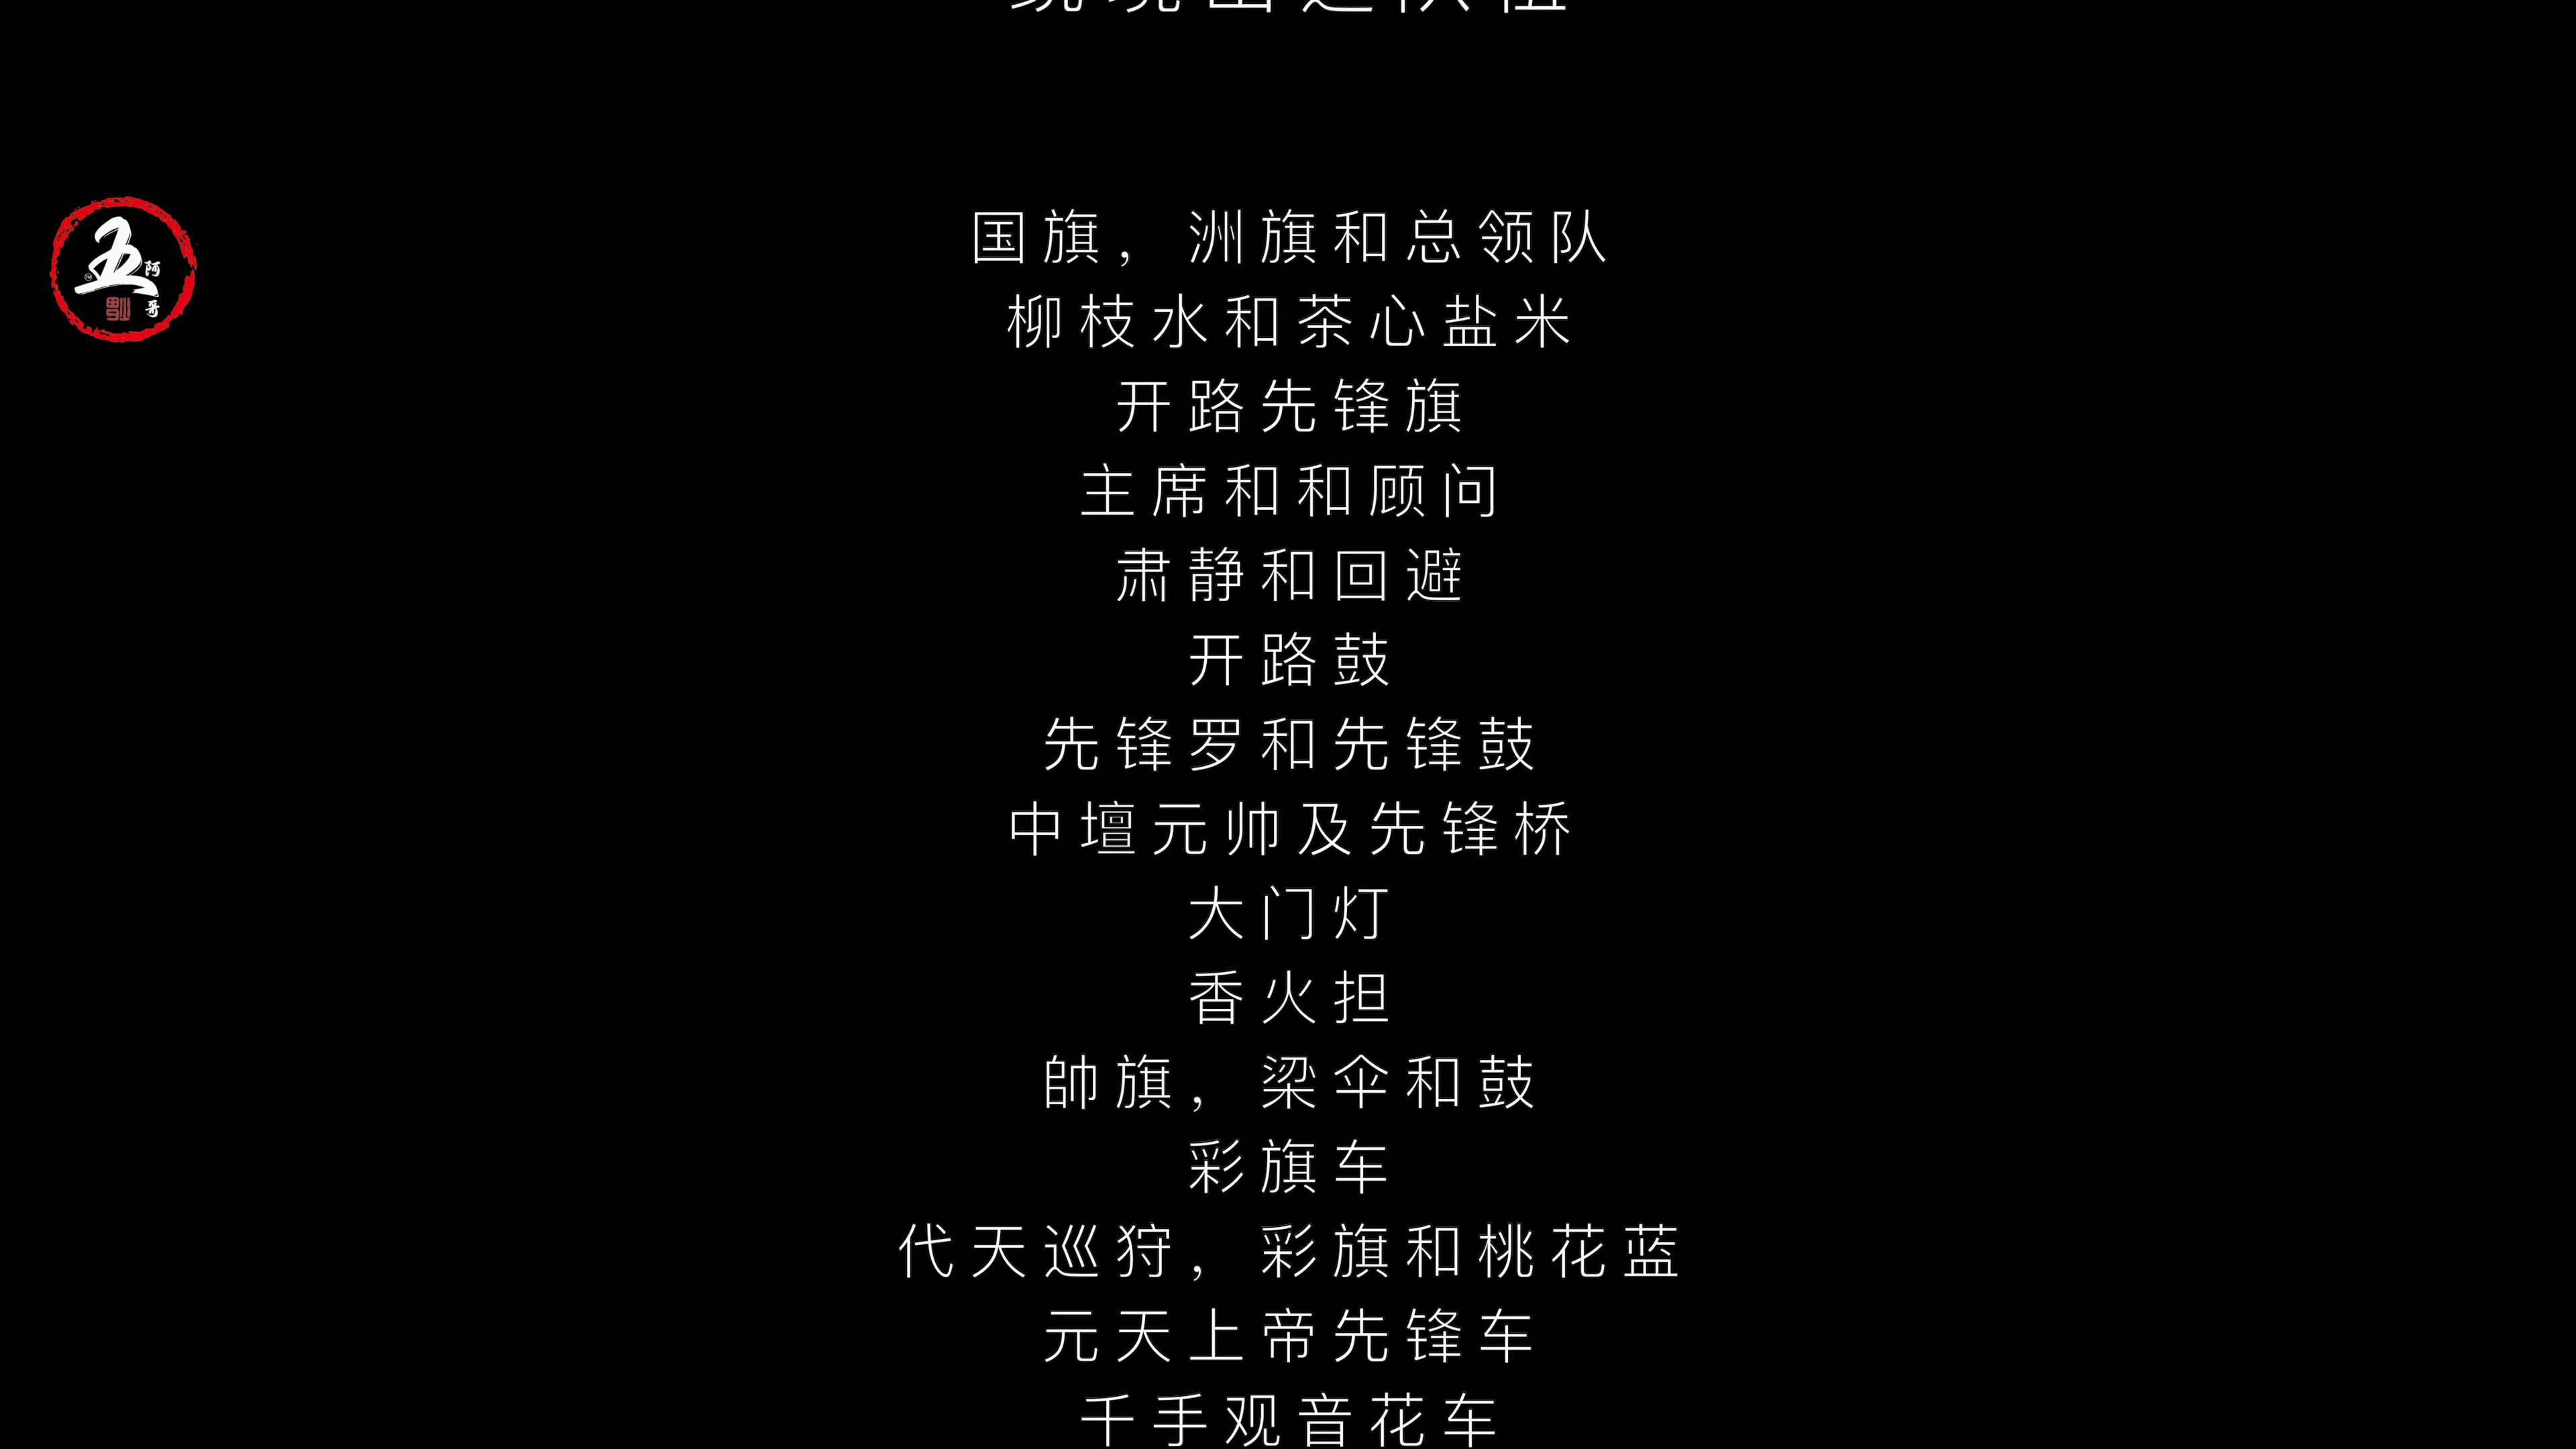 国旗，洲旗和总领队
柳枝水和茶心盐米
开路先锋旗
主席和和顾问
肃静和回避
开路鼓
先锋罗和先锋鼓
中壇元帅及先锋桥
大门灯
香火担
帥旗，梁伞和鼓
彩旗车
代天巡狩，彩旗和桃花蓝
元天上帝先锋车
千手观音花车
五
阿哥